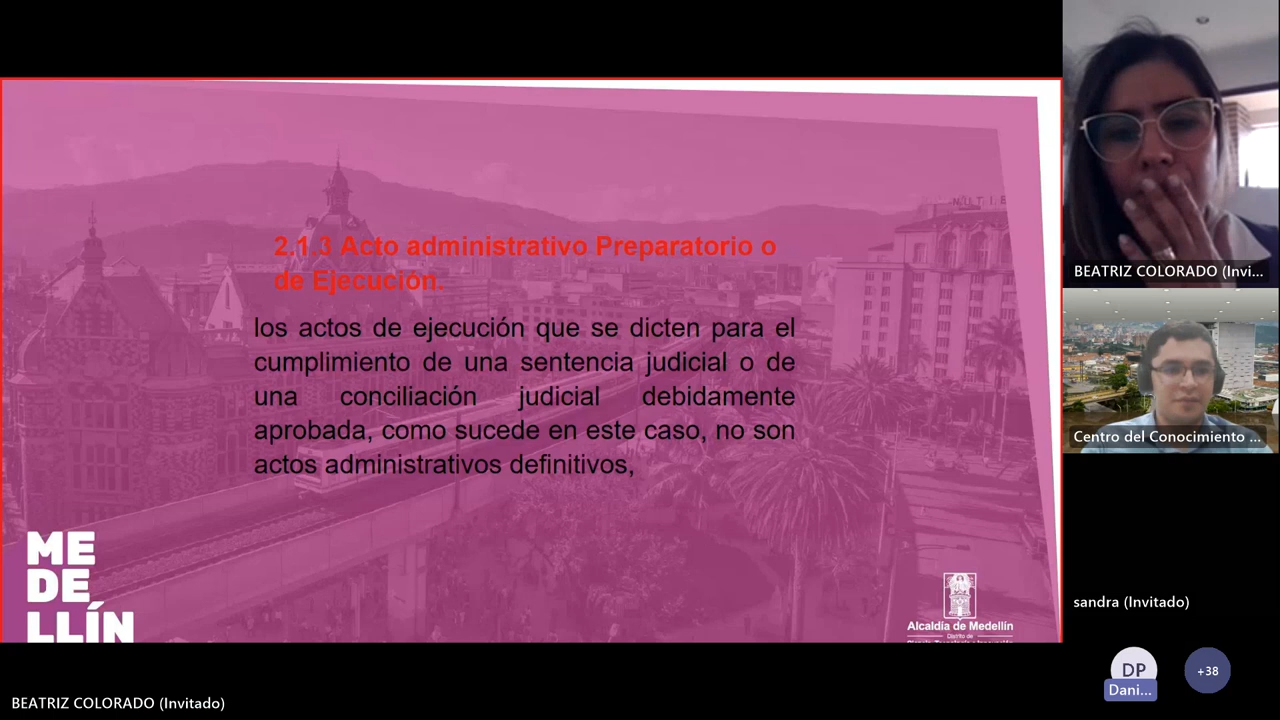 NUTIB
2.1.3 Acto administrativo Preparatorio o
de Ejecución.
los actos de ejecución que se dicten para el
cumplimiento de una sentencia judicial o de
una conciliación judicial debidamente
aprobada, como sucede en este caso, no son
actos administrativos definitivos,
ME
DE
LLÍN
Alcaldía de Medellín
Distrito de
BEATRIZ COLORADO (Invi...
Centro del Conocimiento ...
sandra (Invitado)
DP
Dani...
+38
BEATRIZ COLORADO (Invitado)